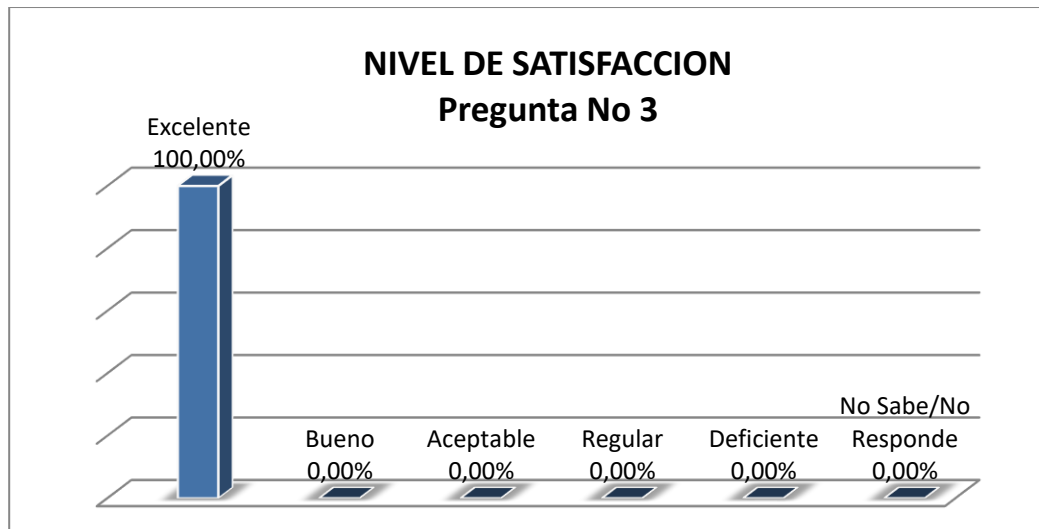 NIVEL DE SATISFACCION
Pregunta No 3
Excelente
100,00%
Bueno
0,00%
Aceptable
0,00%
Regular
0,00%
Deficiente
0,00%
No Sabe/No
Responde
0,00%